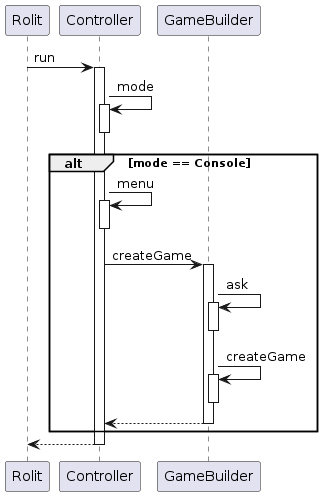 Rolit Controller GameBuilder
run
mode
alt [mode == Console]
menu
createGame
ask
createGame
Rolit Controller GameBuilder